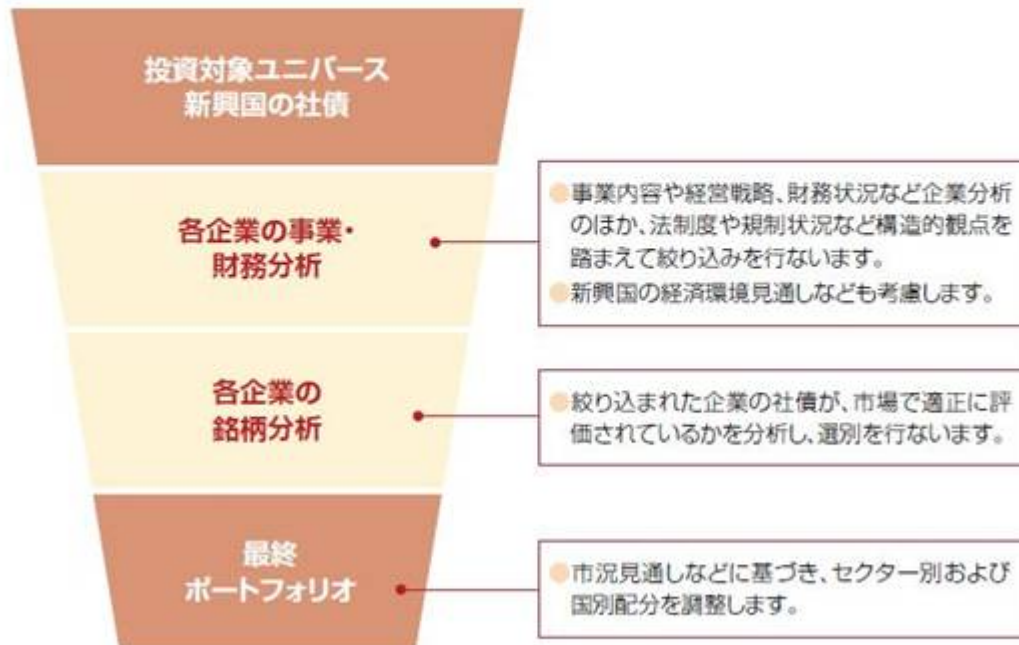 投資対象ユニバース
新興国の社債
各企業の事業・
財務分析
●事業内容や経営戦略、財務状況など企業分析
のほか、法制度や規制状況など構造的観点を
踏まえて絞り込みを行ないます。
●新興国の経済環境見通しなども考慮します。
各企業の
銘柄分析
●絞り込まれた企業の社債が、市場で適正に評
価されているかを分析し、選別を行ないます。
最終
ポートフォリオ
●市況見通しなどに基づき、セクター別および
国別配分を調整します。